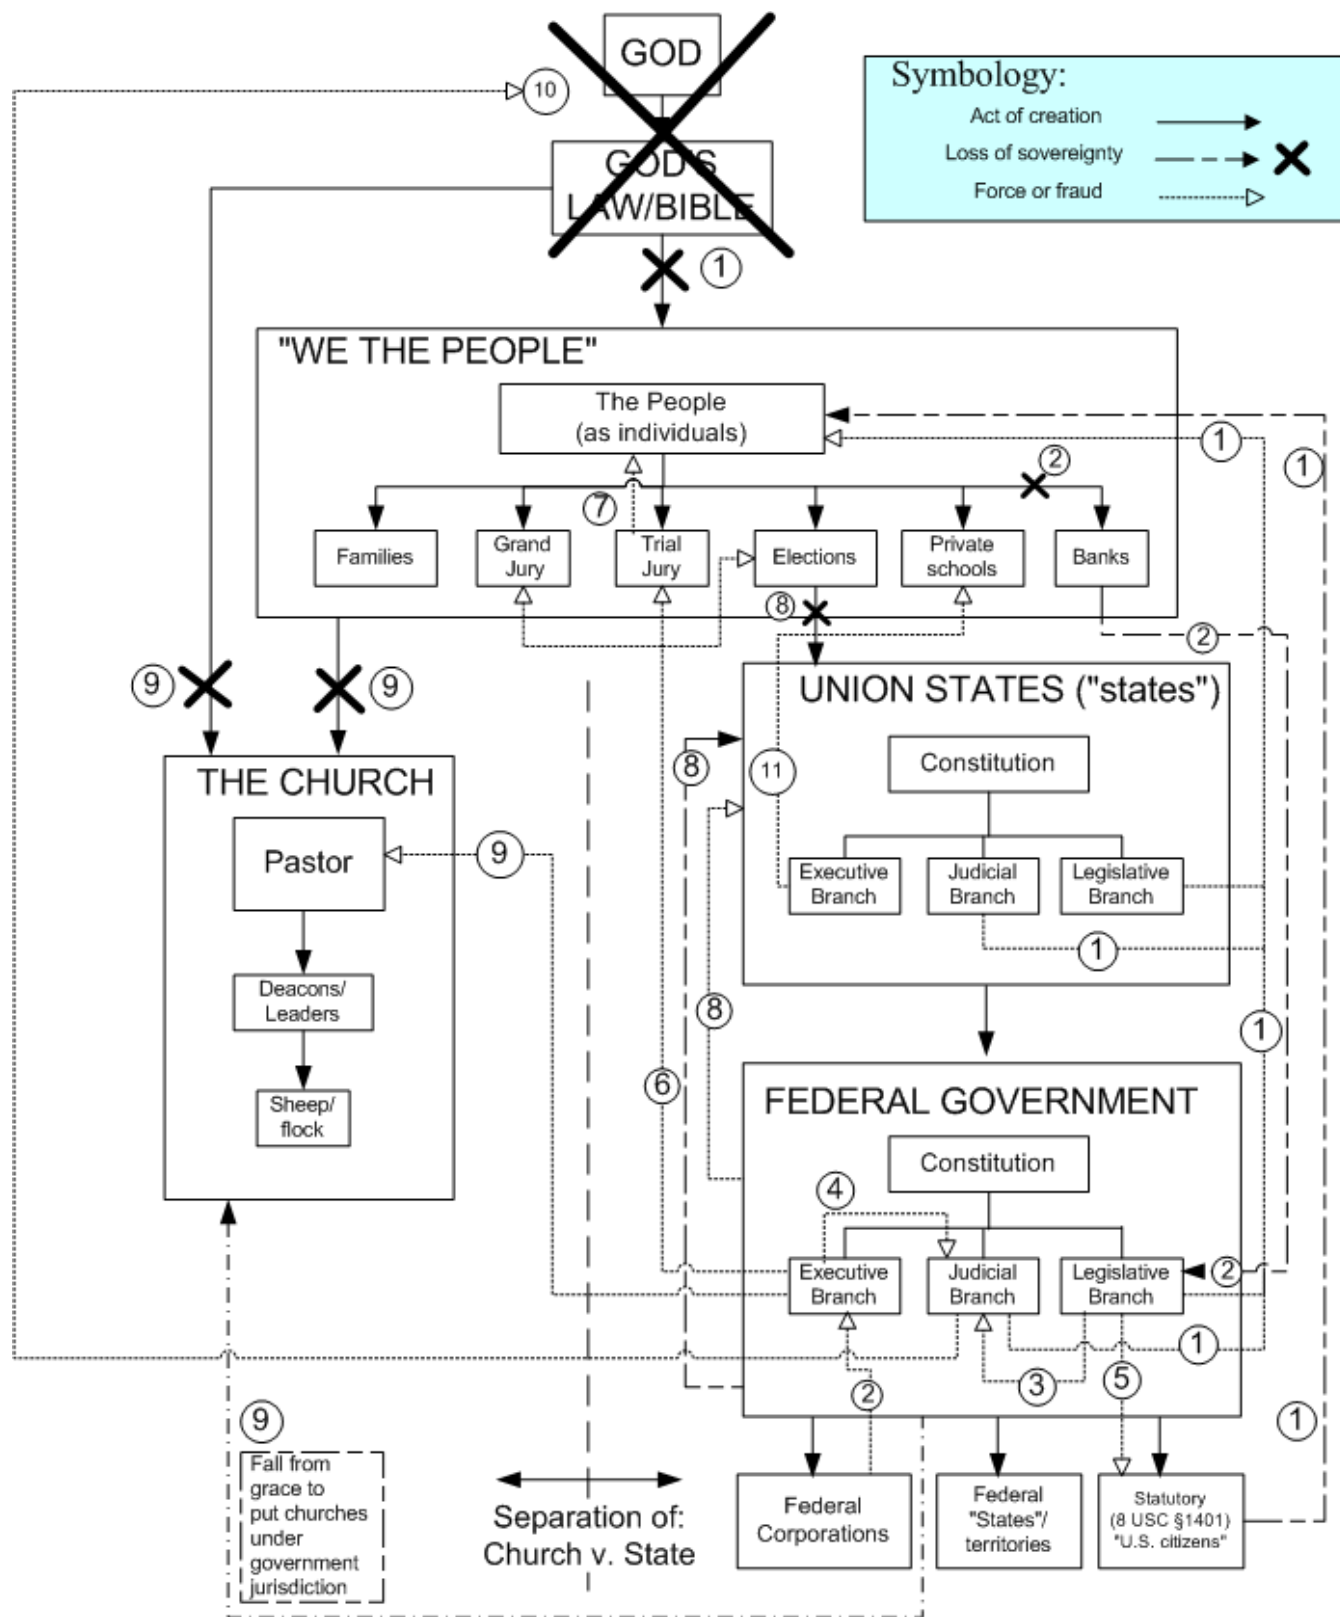 GOD
10
Symbology:
Act of creation
Loss of sovereignty
Force or fraud
GOD'S
LAW/BIBLE
1
"WE THE PEOPLE"
The People
(as individuals)
1
1
2
7
Families
Grand
Jury
Trial
Jury
Elections
Private
schools
Banks
8
2
9
9
UNION STATES ("states")
8
11
Constitution
THE CHURCH
Pastor
9
Executive
Branch
Judicial
Branch
Legislative
Branch
1
Deacons/
Leaders
8
1
6
Sheep/
flock
FEDERAL GOVERNMENT
Constitution
4
Executive
Branch
Judicial
Branch
Legislative
Branch
2
1
3
5
2
9
1
Fall from
grace to
put churches
under
government
jurisdiction
Separation of:
Church v. State
Federal
Corporations
Federal
"States"/
territories
Statutory
(8 USC §1401)
"U.S. citizens"